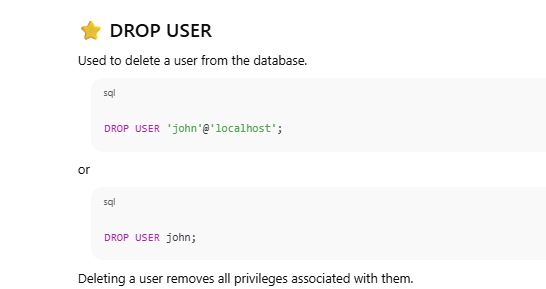 ⭐ DROP USER
Used to delete a user from the database.
sql
DROP USER 'john'@'localhost';
or
sql
DROP USER john;
Deleting a user removes all privileges associated with them.